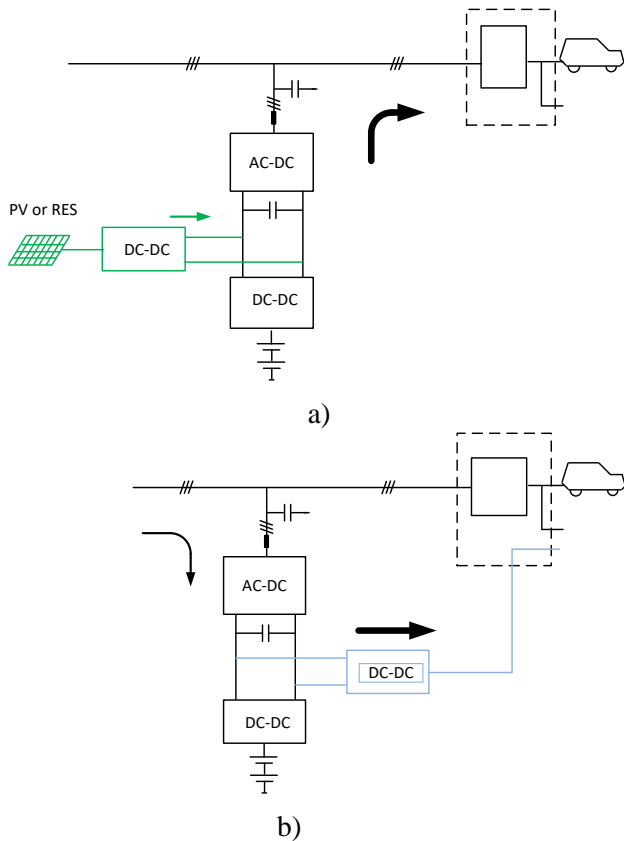 AC-DC
PV or RES
DC-DC
DC-DC
a)
AC-DC
DC-DC
DC-DC
b)